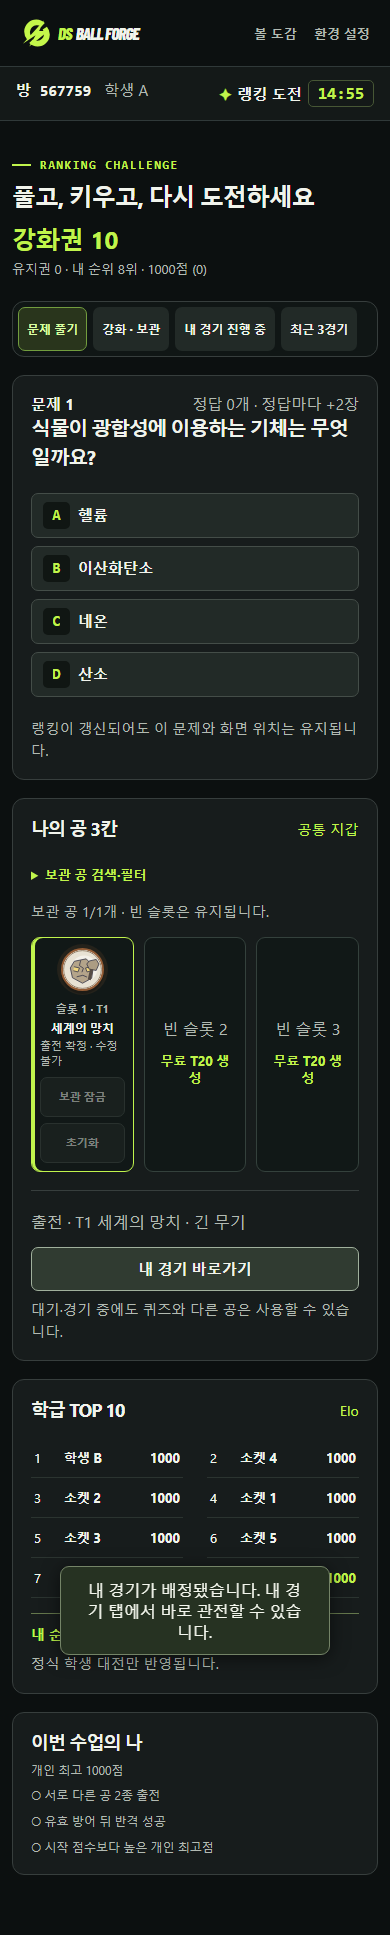 DS BALL FORGE
볼 도감 환경 설정
방 567759 학생 A
✦ 랭킹 도전 14:55
RANKING CHALLENGE
풀고, 키우고, 다시 도전하세요
강화권 10
유지권 0 · 내 순위 8위 · 1000점 (0)
문제 풀기 강화 · 보관 내 경기 진행 중 최근 3경기
문제 1 정답 0개 · 정답마다 +2장
식물이 광합성에 이용하는 기체는 무엇
일까요?
A 헬륨
B 이산화탄소
C 네온
D 산소
랭킹이 갱신되어도 이 문제와 화면 위치는 유지됩니
다.
나의 공 3칸 공통 지갑
▶ 보관 공 검색·필터
보관 공 1/1개 · 빈 슬롯은 유지됩니다.
슬롯 1 · T1
세계의 망치
출전 확정 · 수정
불가
보관 잠금
초기화
빈 슬롯 2
무료 T20 생
성
빈 슬롯 3
무료 T20 생
성
출전 · T1 세계의 망치 · 긴 무기
내 경기 바로가기
대기·경기 중에도 퀴즈와 다른 공은 사용할 수 있습
니다.
학급 TOP 10 Elo
1 학생 B 1000 2 소켓 4 1000
3 소켓 2 1000 4 소켓 1 1000
5 소켓 3 1000 6 소켓 5 1000
7 1000
내 경기가 배정됐습니다. 내 경
기 탭에서 바로 관전할 수 있습
니다.
내 순
정식 학생 대전만 반영됩니다.
이번 수업의 나
개인 최고 1000점
○ 서로 다른 공 2종 출전
○ 유효 방어 뒤 반격 성공
○ 시작 점수보다 높은 개인 최고점